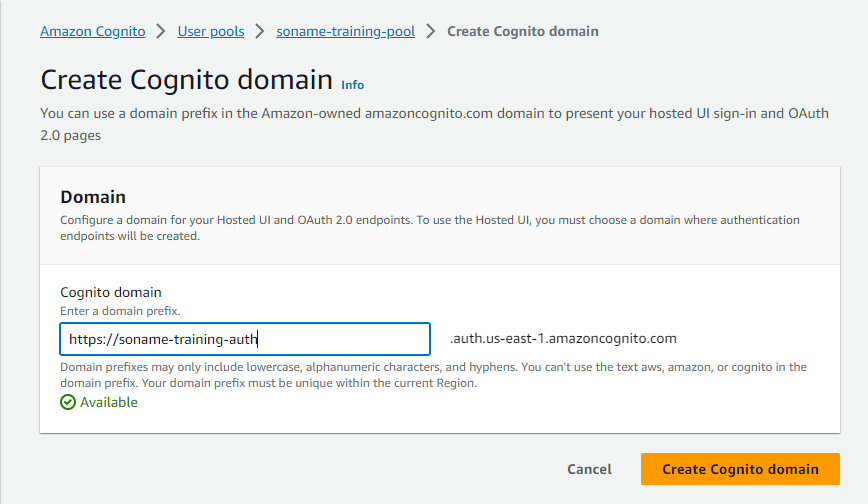 Amazon Cognito > User pools > soname-training-pool > Create Cognito domain
Create Cognito domain Info
You can use a domain prefix in the Amazon-owned amazoncognito.com domain to present your hosted UI sign-in and OAuth
2.0 pages
Domain
Configure a domain for your Hosted UI and OAuth 2.0 endpoints. To use the Hosted UI, you must choose a domain where authentication
endpoints will be created.
Cognito domain
Enter a domain prefix.
https://soname-training-auth .auth.us-east-1.amazoncognito.com
Domain prefixes may only include lowercase, alphanumeric characters, and hyphens. You can't use the text aws, amazon, or cognito in the
domain prefix. Your domain prefix must be unique within the current Region.
Available
Cancel Create Cognito domain